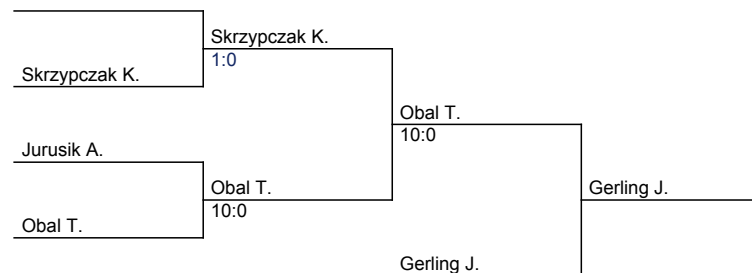 Skrzypczak K.
1:0
Skrzypczak K.
Obal T.
10:0
Jurusik A.
Obal T.
10:0
Gerling J.
Obal T.
Gerling J.